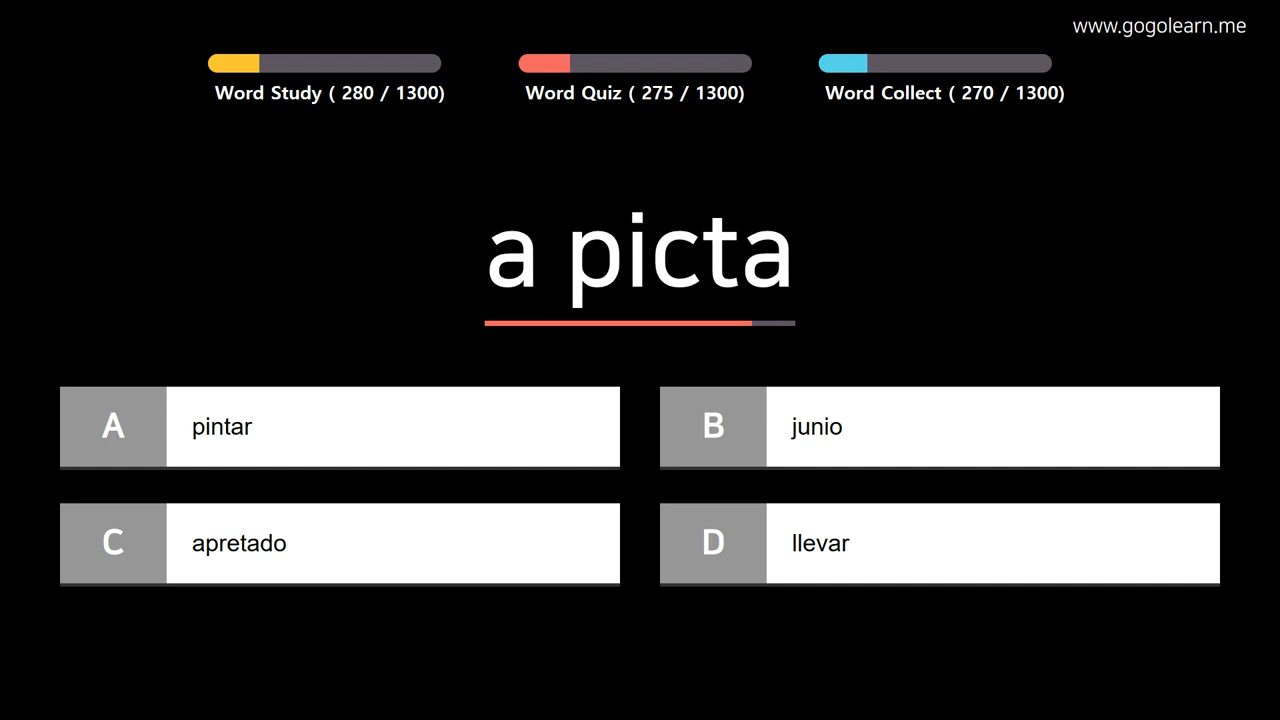 www.gogolearn.me
Word Study ( 280 / 1300)
Word Quiz ( 275 / 1300)
Word Collect ( 270 / 1300)
a picta
A pintar
B junio
C apretado
D llevar